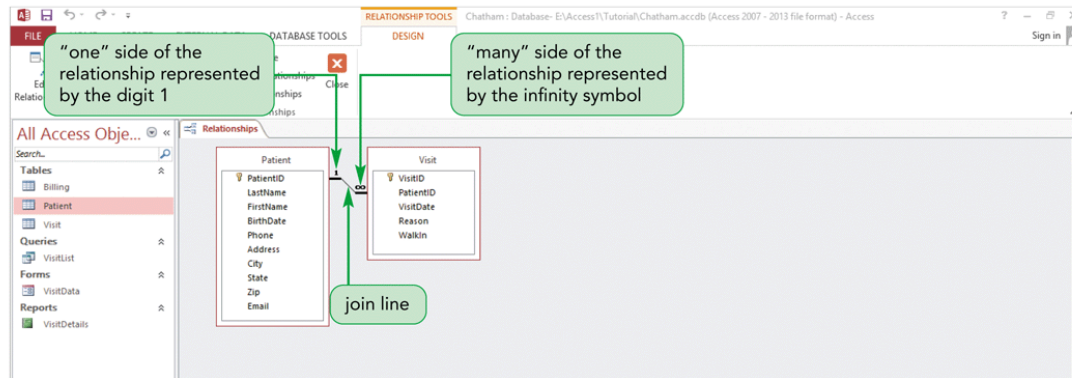 RELATIONSHIP TOOLS
Chatham : Database- E:\Access1\Tutorial\Chatham.accdb (Access 2007 - 2013 file format) - Access
FILE
DATABASE TOOLS
DESIGN
Sign in
"one" side of the
relationship represented
by the digit 1
"many" side of the
relationship represented
by the infinity symbol
Close
All Access Obje...
Search...
Tables
Billing
Patient
Visit
Queries
VisitList
Forms
VisitData
Reports
VisitDetails
Relationships
Patient
PatientID
LastName
FirstName
BirthDate
Phone
Address
City
State
Zip
Email
1
∞
Visit
VisitID
PatientID
VisitDate
Reason
WalkIn
join line